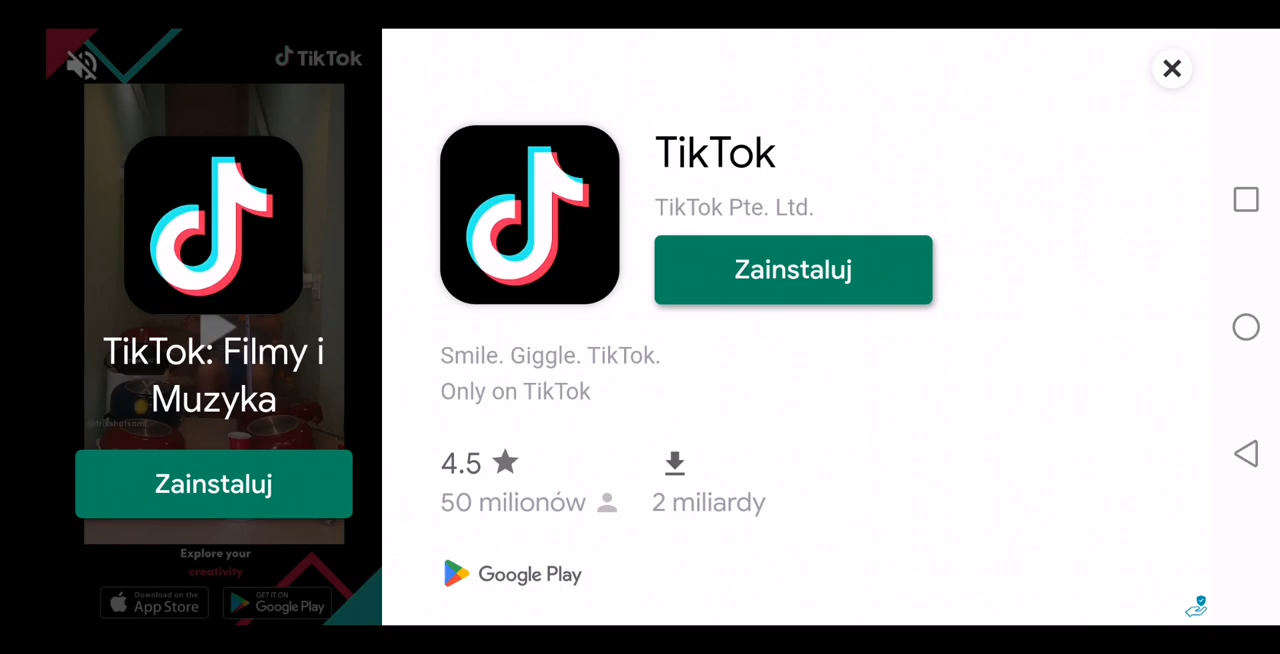 TikTok
TikTok: Filmy i
Muzyka
Zainstaluj
Explore your
creativity
Download on the
App Store
GET IT ON
Google Play
TikTok
TikTok Pte. Ltd.
Zainstaluj
Smile. Giggle. TikTok.
Only on TikTok
4.5
50 milionów
2 miliardy
Google Play